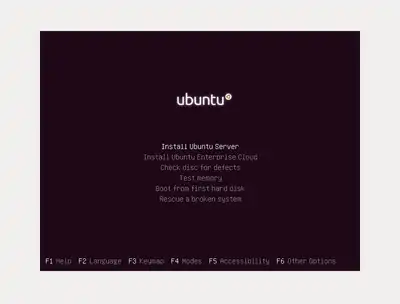 ubuntu
Install Ubuntu Server
Install Ubuntu Enterprise Cloud
Check disc for defects
Test memory
Boot from first hard disk
Rescue a broken system
F1 Help F2 Language F3 Keymap F4 Modes F5 Accessibility F6 Other Options